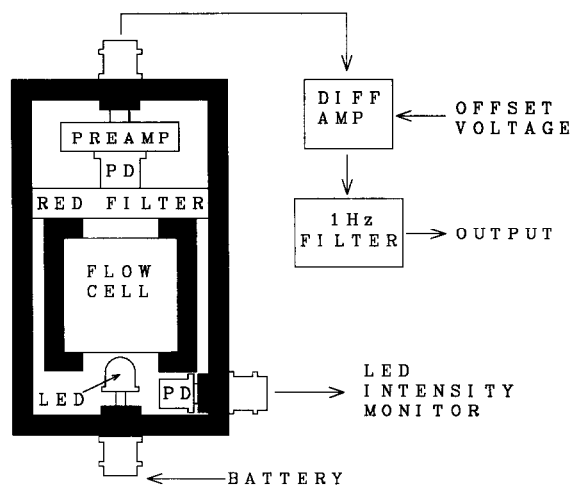 DIFF
AMP
OFFSET
VOLTAGE
PREAMP
PD
RED FILTER
1Hz
FILTER
OUTPUT
FLOW
CELL
LED
PD
LED
INTENSITY
MONITOR
BATTERY